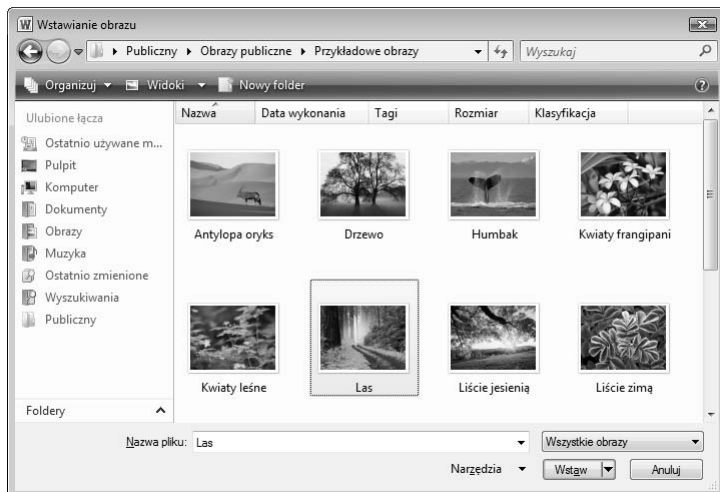 Wstawianie obrazu
Publiczny Obrazy publiczne Przykładowe obrazy
Wyszukaj
Organizuj Widoki Nowy folder
Ulubione łącza
Ostatnio używane m...
Pulpit
Komputer
Dokumenty
Obrazy
Muzyka
Ostatnio zmienione
Wyszukiwania
Publiczny
Foldery
Nazwa Data wykonania Tagi Rozmiar Klasyfikacja
Antylopa oryks Drzewo Humbak Kwiaty frangipani
Kwiaty leśne Las Liście jesienią Liście zimą
Nazwa pliku: Las Wszystkie obrazy
Narzędzia Wstaw Anuluj